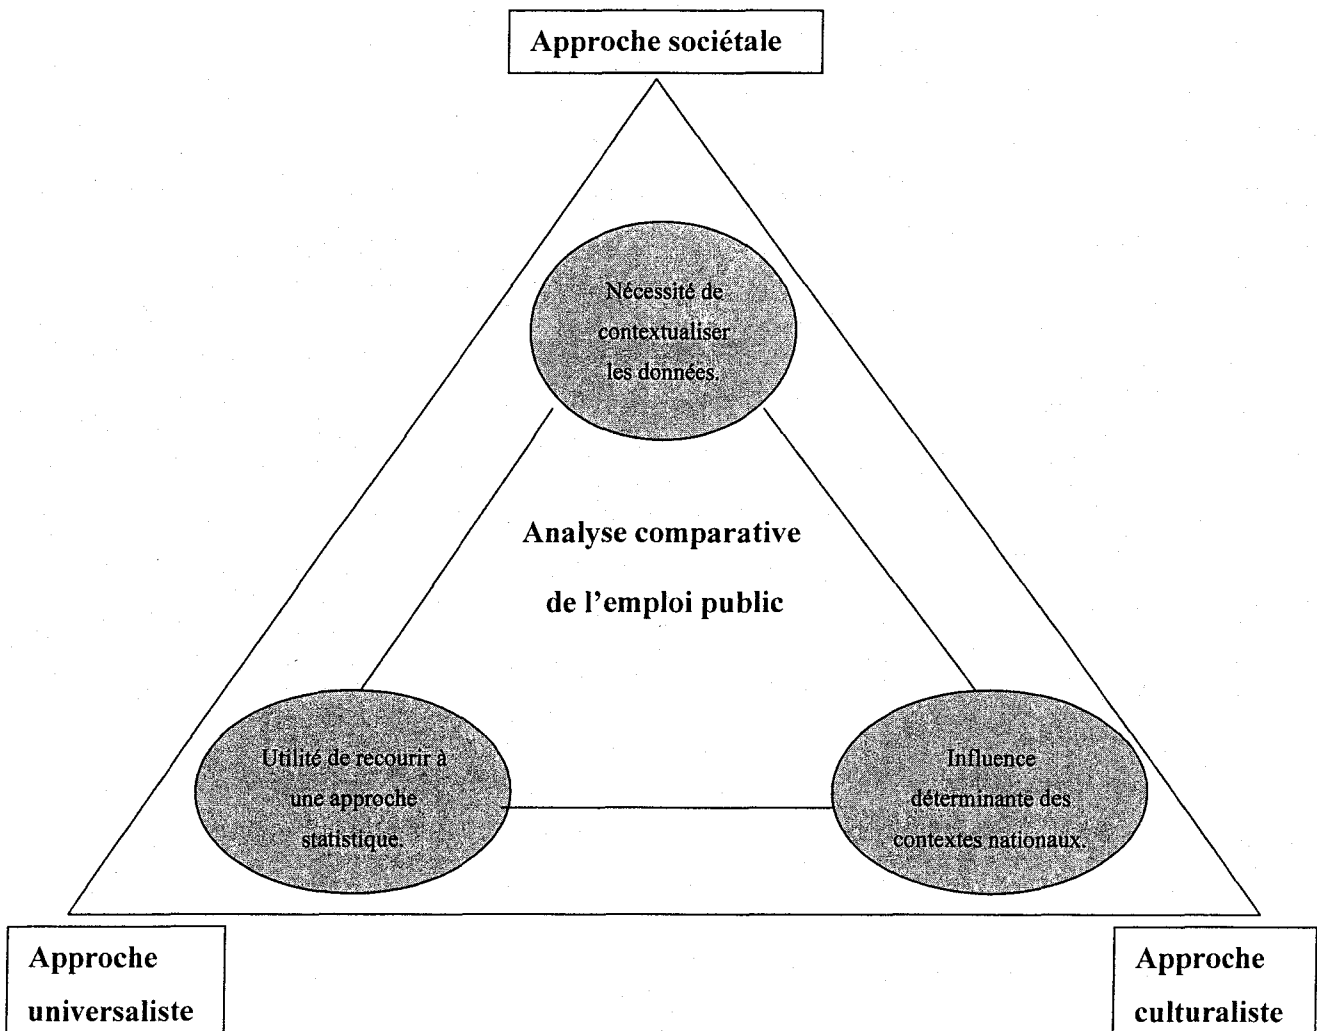 Approche sociétale
Nécessité de
contextualiser
les données.
Analyse comparative
de l'emploi public
Utilité de recourir à
une approche
statistique.
Influence
déterminante des
contextes nationaux.
Approche
universaliste
Approche
culturaliste